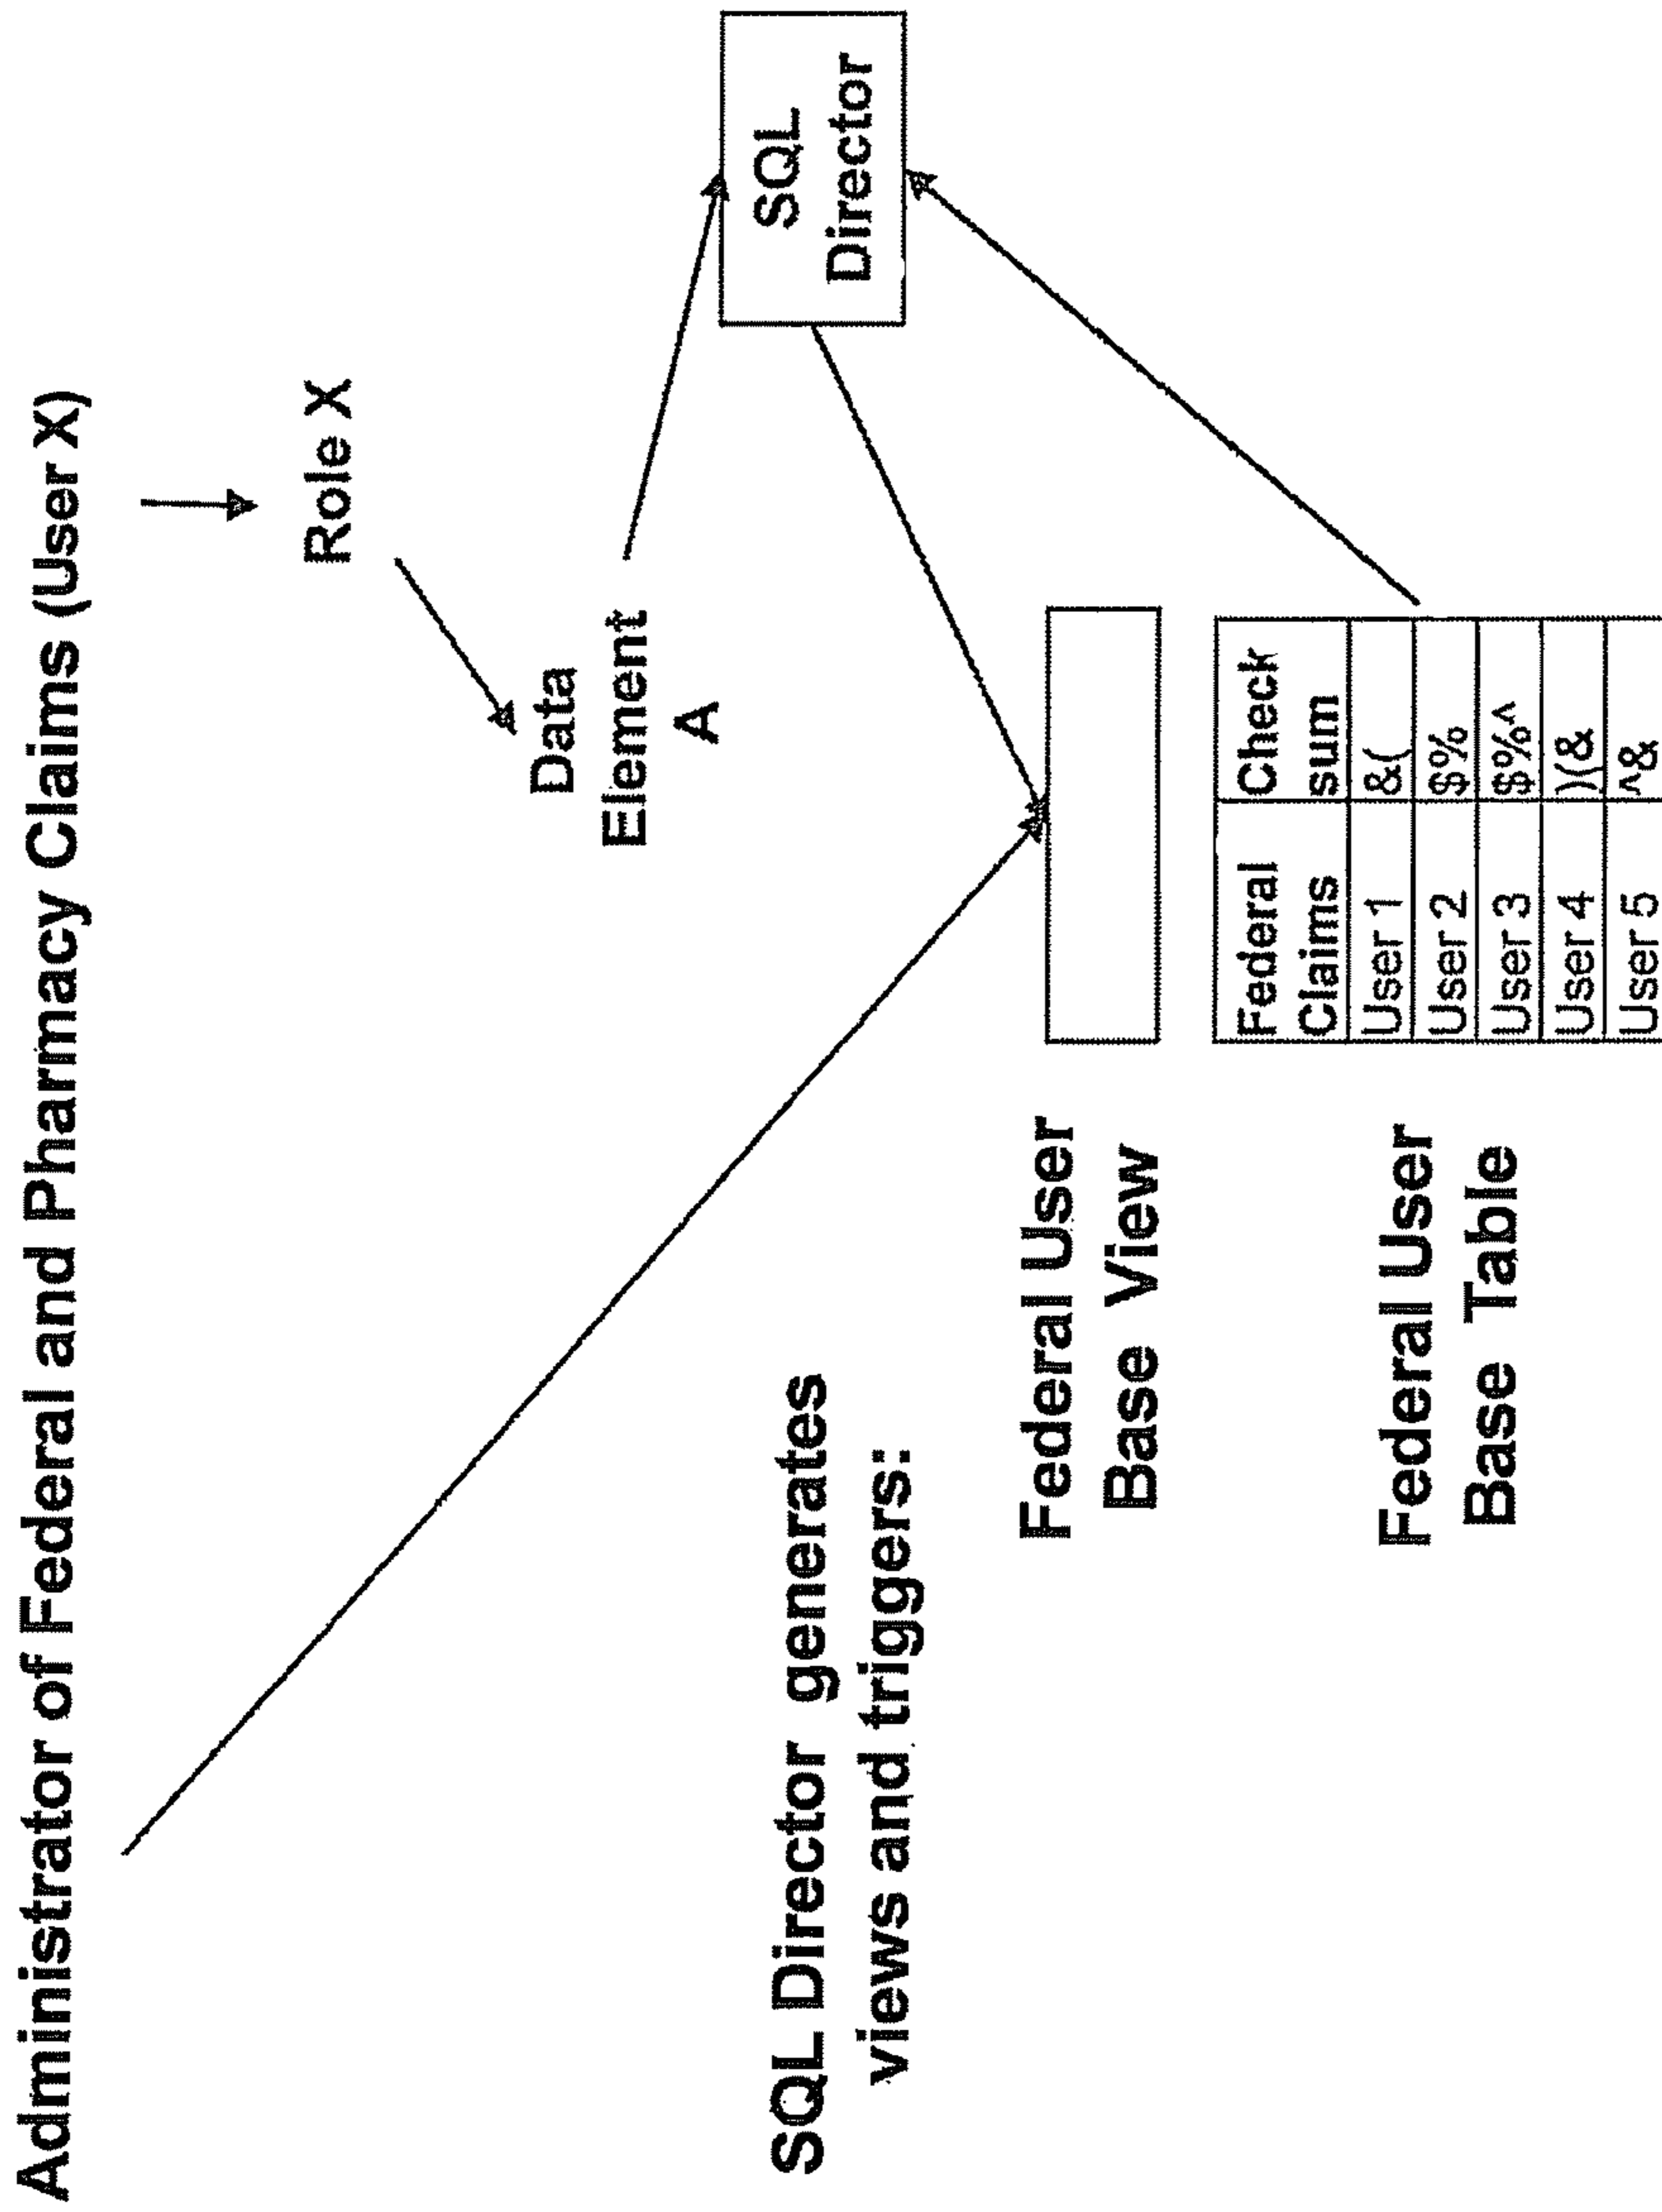 Administrator of Federal and Pharmacy Claims (User X)
Role X
Data
Element
A
SQL
Director
SQL Director generates
views and triggers:
Federal User
Base View
Federal User
Base Table
Federal Check
Claims sum
User 1 &(
User 2 $%
User 3 $%^
User 4 )(&
User 5 ^&